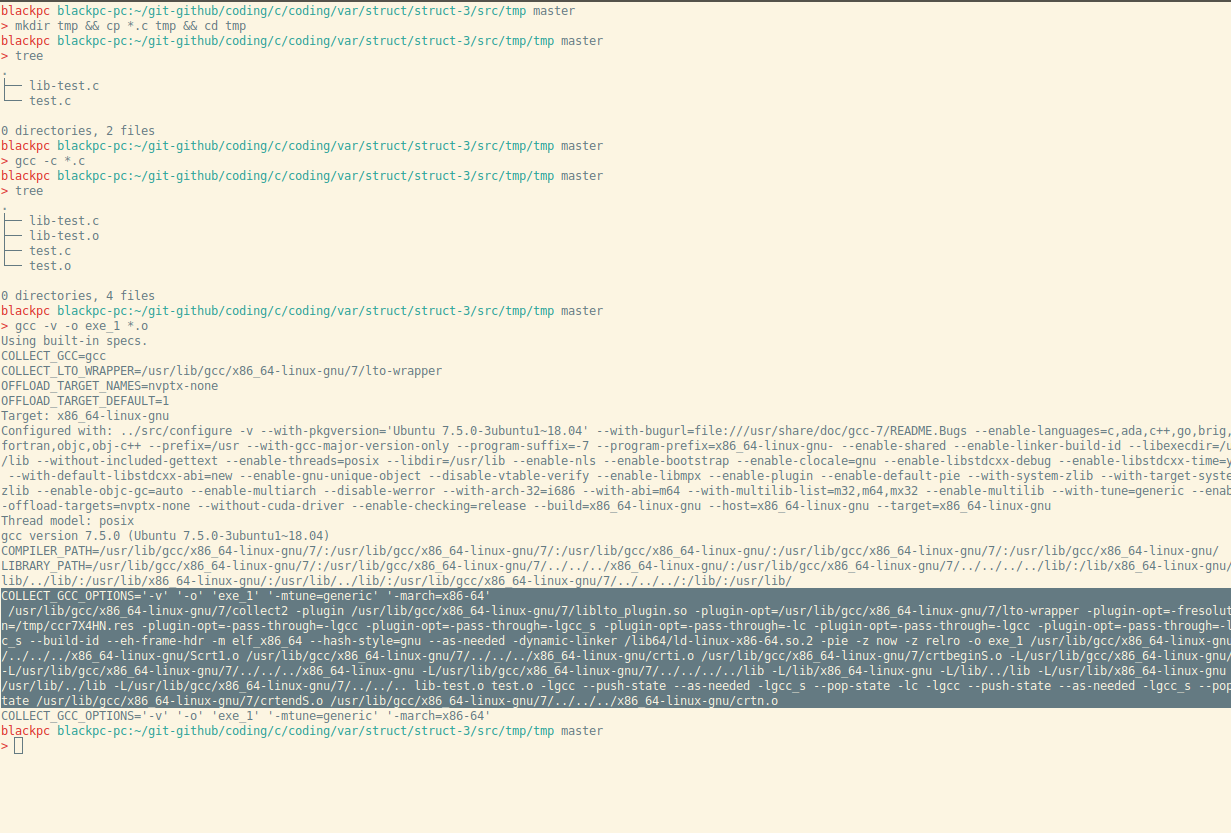 blackpc blackpc-pc:~/git-github/coding/c/coding/var/struct/struct-3/src/tmp master
> mkdir tmp && cp *.c tmp && cd tmp
blackpc blackpc-pc:~/git-github/coding/c/coding/var/struct/struct-3/src/tmp/tmp master
> tree
.
├── lib-test.c
└── test.c
0 directories, 2 files
blackpc blackpc-pc:~/git-github/coding/c/coding/var/struct/struct-3/src/tmp/tmp master
> gcc -c *.c
blackpc blackpc-pc:~/git-github/coding/c/coding/var/struct/struct-3/src/tmp/tmp master
> tree
.
├── lib-test.c
├── lib-test.o
├── test.c
└── test.o
0 directories, 4 files
blackpc blackpc-pc:~/git-github/coding/c/coding/var/struct/struct-3/src/tmp/tmp master
> gcc -v -o exe_1 *.o
Using built-in specs.
COLLECT_GCC=gcc
COLLECT_LTO_WRAPPER=/usr/lib/gcc/x86_64-linux-gnu/7/lto-wrapper
OFFLOAD_TARGET_NAMES=nvptx-none
OFFLOAD_TARGET_DEFAULT=1
Target: x86_64-linux-gnu
Configured with: ../src/configure -v --with-pkgversion='Ubuntu 7.5.0-3ubuntu1~18.04' --with-bugurl=file:///usr/share/doc/gcc-7/README.Bugs --enable-languages=c,ada,c++,go,brig,
fortran,objc,obj-c++ --prefix=/usr --with-gcc-major-version-only --program-suffix=-7 --program-prefix=x86_64-linux-gnu- --enable-shared --enable-linker-build-id --libexecdir=/u
/lib --without-included-gettext --enable-threads=posix --libdir=/usr/lib --enable-nls --enable-bootstrap --enable-clocale=gnu --enable-libstdcxx-debug --enable-libstdcxx-time=y
 --with-default-libstdcxx-abi=new --enable-gnu-unique-object --disable-vtable-verify --enable-libmpx --enable-plugin --enable-default-pie --with-system-zlib --with-target-syste
zlib --enable-objc-gc=auto --enable-multiarch --disable-werror --with-arch-32=i686 --with-abi=m64 --with-multilib-list=m32,m64,mx32 --enable-multilib --with-tune=generic --enab
-offload-targets=nvptx-none --without-cuda-driver --enable-checking=release --build=x86_64-linux-gnu --host=x86_64-linux-gnu --target=x86_64-linux-gnu
Thread model: posix
gcc version 7.5.0 (Ubuntu 7.5.0-3ubuntu1~18.04)
COMPILER_PATH=/usr/lib/gcc/x86_64-linux-gnu/7/:/usr/lib/gcc/x86_64-linux-gnu/7/:/usr/lib/gcc/x86_64-linux-gnu/:/usr/lib/gcc/x86_64-linux-gnu/7/:/usr/lib/gcc/x86_64-linux-gnu/
LIBRARY_PATH=/usr/lib/gcc/x86_64-linux-gnu/7/:/usr/lib/gcc/x86_64-linux-gnu/7/../../../x86_64-linux-gnu/:/usr/lib/gcc/x86_64-linux-gnu/7/../../../../lib/:/lib/x86_64-linux-gnu/
lib/../lib/:/usr/lib/x86_64-linux-gnu/:/usr/lib/../lib/:/usr/lib/gcc/x86_64-linux-gnu/7/../../../:/lib/:/usr/lib/
COLLECT_GCC_OPTIONS='-v' '-o' 'exe_1' '-mtune=generic' '-march=x86-64'
 /usr/lib/gcc/x86_64-linux-gnu/7/collect2 -plugin /usr/lib/gcc/x86_64-linux-gnu/7/liblto_plugin.so -plugin-opt=/usr/lib/gcc/x86_64-linux-gnu/7/lto-wrapper -plugin-opt=-fresolut
n=/tmp/ccr7X4HN.res -plugin-opt=-pass-through=-lgcc -plugin-opt=-pass-through=-lgcc_s -plugin-opt=-pass-through=-lc -plugin-opt=-pass-through=-lgcc -plugin-opt=-pass-through=-l
c_s --build-id --eh-frame-hdr -m elf_x86_64 --hash-style=gnu --as-needed -dynamic-linker /lib64/ld-linux-x86-64.so.2 -pie -z now -z relro -o exe_1 /usr/lib/gcc/x86_64-linux-gnu
/../../../x86_64-linux-gnu/Scrt1.o /usr/lib/gcc/x86_64-linux-gnu/7/../../../x86_64-linux-gnu/crti.o /usr/lib/gcc/x86_64-linux-gnu/7/crtbeginS.o -L/usr/lib/gcc/x86_64-linux-gnu/
-L/usr/lib/gcc/x86_64-linux-gnu/7/../../../x86_64-linux-gnu -L/usr/lib/gcc/x86_64-linux-gnu/7/../../../../lib -L/lib/x86_64-linux-gnu -L/lib/../lib -L/usr/lib/x86_64-linux-gnu
/usr/lib/../lib -L/usr/lib/gcc/x86_64-linux-gnu/7/../../.. lib-test.o test.o -lgcc --push-state --as-needed -lgcc_s --pop-state -lc -lgcc --push-state --as-needed -lgcc_s --pop
tate /usr/lib/gcc/x86_64-linux-gnu/7/crtendS.o /usr/lib/gcc/x86_64-linux-gnu/7/../../../x86_64-linux-gnu/crtn.o
COLLECT_GCC_OPTIONS='-v' '-o' 'exe_1' '-mtune=generic' '-march=x86-64'
blackpc blackpc-pc:~/git-github/coding/c/coding/var/struct/struct-3/src/tmp/tmp master
>